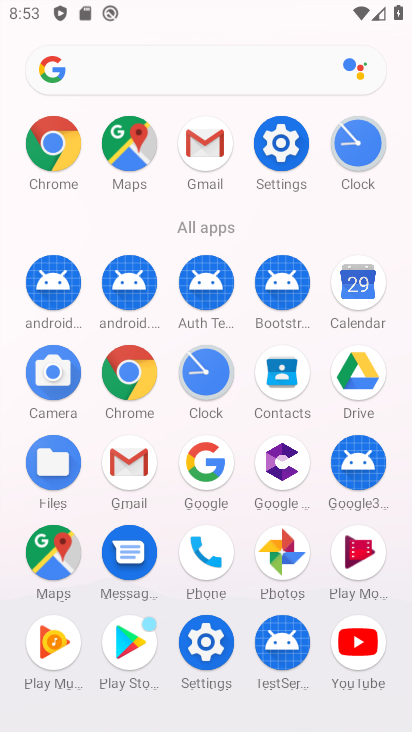 8:53
Chrome Maps Gmail Settings Clock
All apps
android... android.... Auth Te... Bootstr... Calendar
29
Camera Chrome Clock Contacts Drive
Files Gmail Google Google ... Google3...
Maps Messag... Phone Photos Play Mo...
Play Mu... Play Sto... Settings TestSer... YouTube